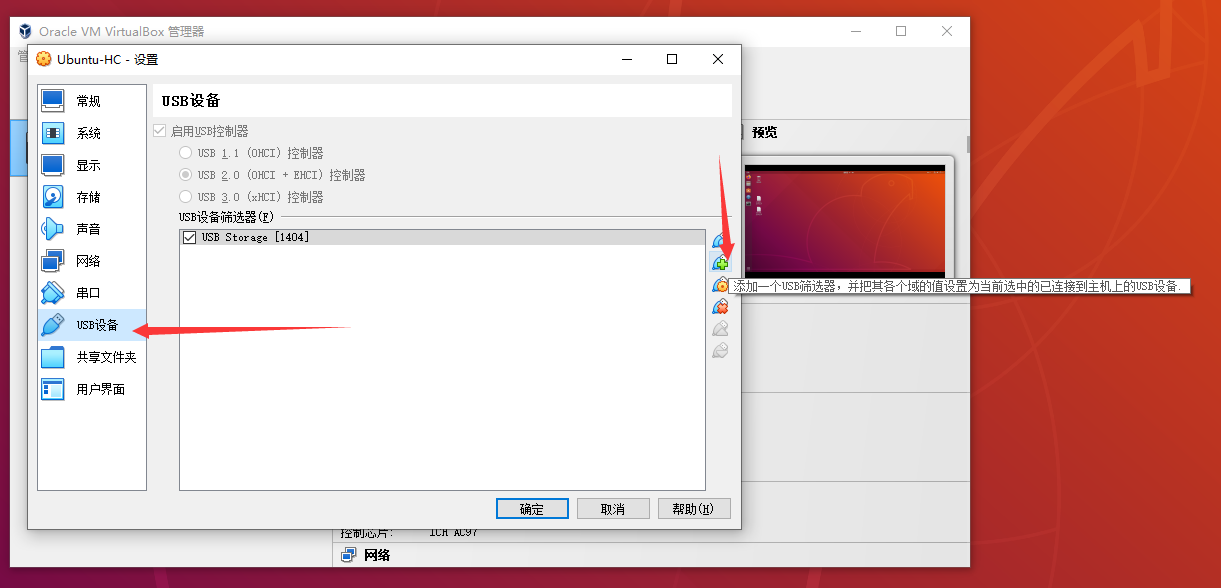 Oracle VM VirtualBox 管理器
管
Ubuntu-HC - 设置
常规
系统
显示
存储
声音
网络
串口
USB设备
共享文件夹
用户界面
USB设备
启用USB控制器
USB 1.1 (OHCI) 控制器
USB 2.0 (OHCI + EHCI) 控制器
USB 3.0 (xHCI) 控制器
USB设备筛选器(F)
USB Storage [1404]
预览
添加一个USB筛选器，并把其各个域的值设置为当前选中的已连接到主机上的USB设备.
确定
取消
帮助(H)
控制芯片: ICH AC97
网络